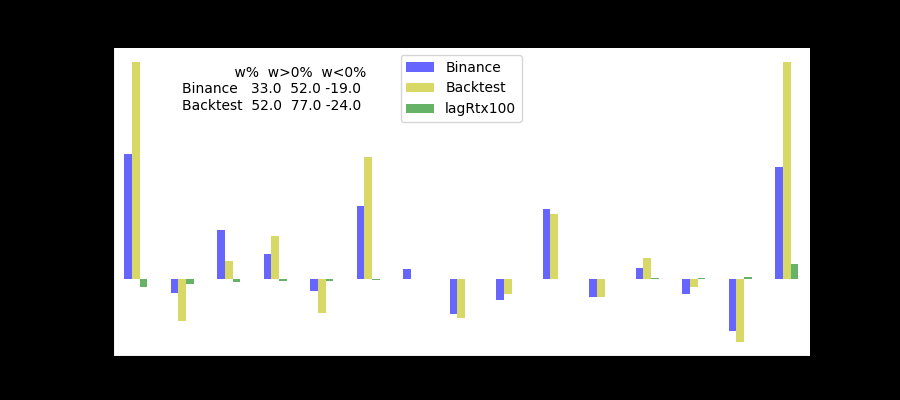 w% w>0% w<0%
Binance 33.0 52.0 -19.0
Backtest 52.0 77.0 -24.0
Binance
Backtest
lagRtx100